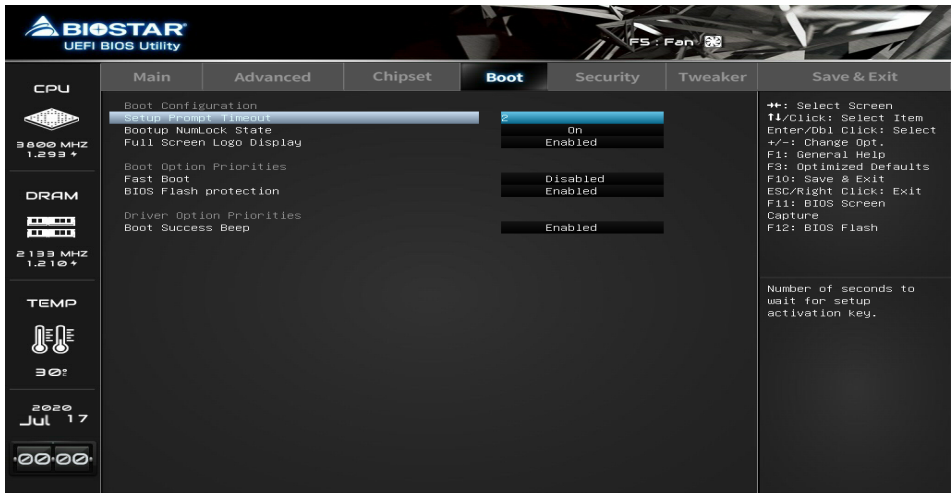 BIOSTAR
UEFI BIOS Utility
F5 : Fan
Main Advanced Chipset Boot Security Tweaker Save & Exit
CPU
3800 MHZ
1.293 V
DRAM
2133 MHZ
1.210 V
TEMP
30°
2020
Jul 17
00:00
Boot Configuration
Setup Prompt Timeout 2
Bootup NumLock State On
Full Screen Logo Display Enabled
Boot Option Priorities
Fast Boot Disabled
BIOS Flash protection Enabled
Driver Option Priorities
Boot Success Beep Enabled
→←: Select Screen
↑↓/Click: Select Item
Enter/Dbl Click: Select
+/-: Change Opt.
F1: General Help
F3: Optimized Defaults
F10: Save & Exit
ESC/Right Click: Exit
F11: BIOS Screen
Capture
F12: BIOS Flash
Number of seconds to
wait for setup
activation key.